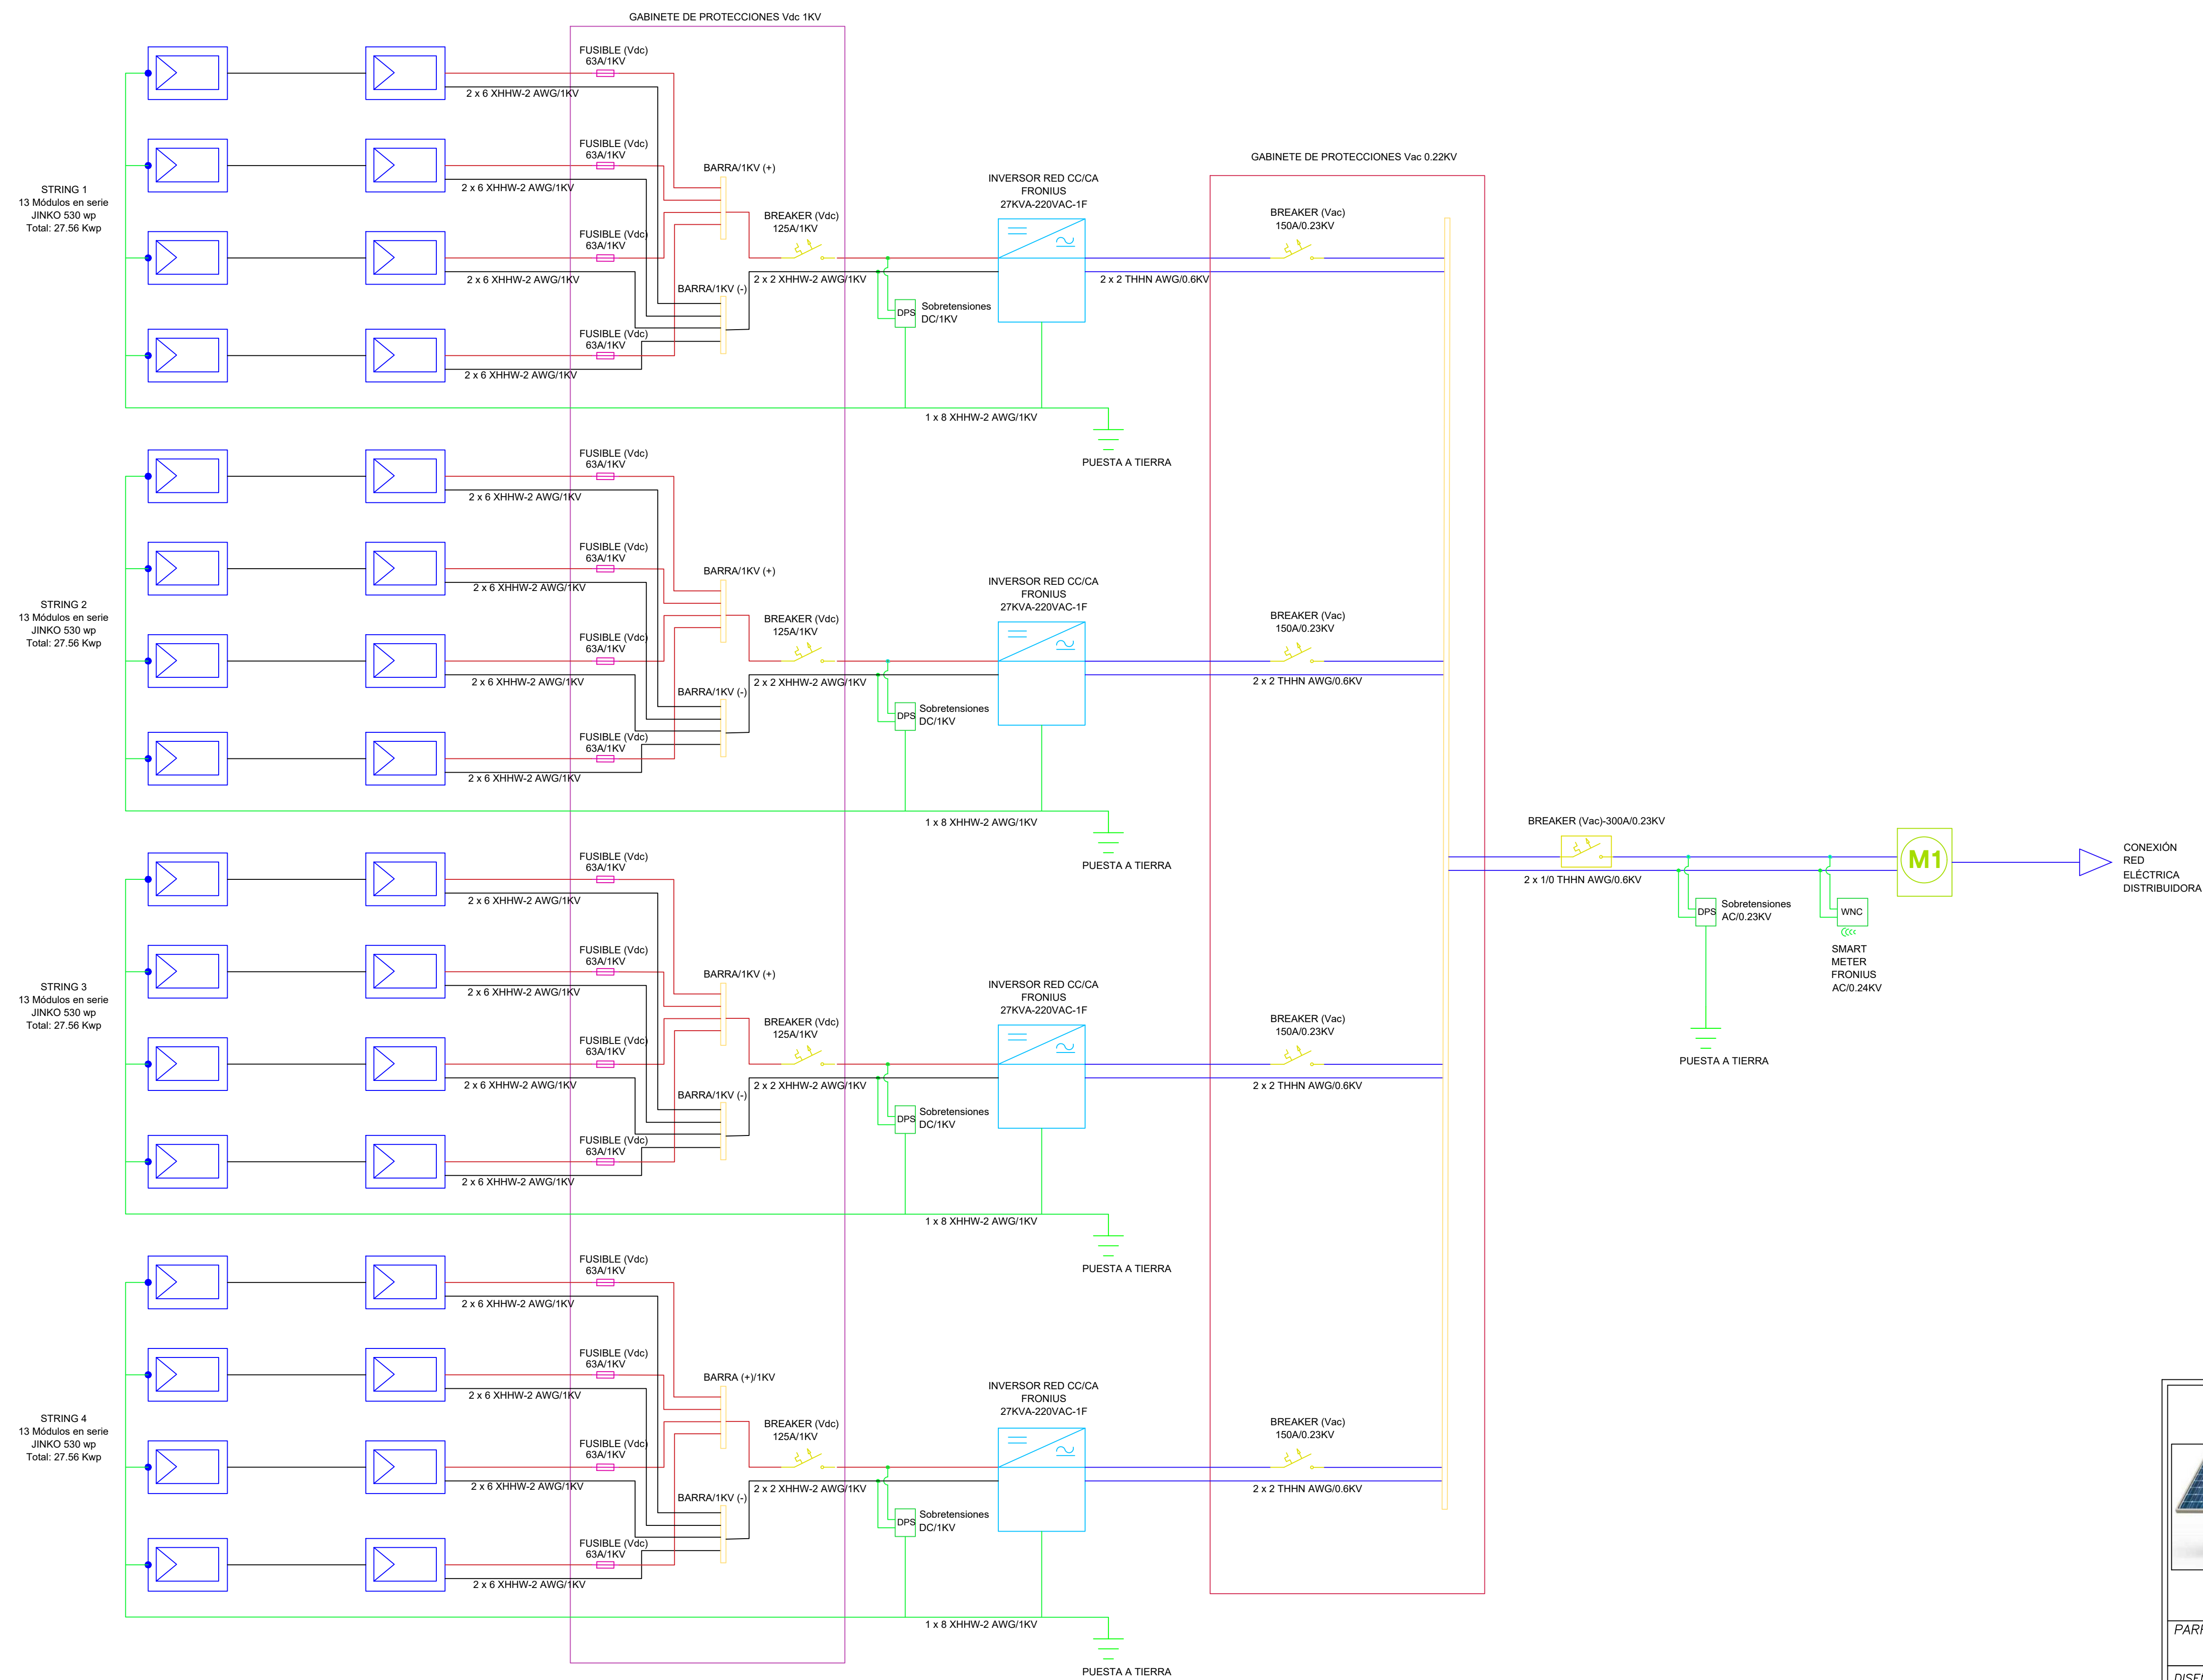 GABINETE DE PROTECCIONES Vdc 1KV
FUSIBLE (Vdc)
63A/1KV
2 x 6 XHHW-2 AWG/1KV
FUSIBLE (Vdc)
63A/1KV
2 x 6 XHHW-2 AWG/1KV
FUSIBLE (Vdc)
63A/1KV
2 x 6 XHHW-2 AWG/1KV
FUSIBLE (Vdc)
63A/1KV
2 x 6 XHHW-2 AWG/1KV
STRING 1
13 Módulos en serie
JINKO 530 wp
Total: 27.56 Kwp
BARRA/1KV (+)
BARRA/1KV (-)
BREAKER (Vdc)
125A/1KV
2 x 2 XHHW-2 AWG/1KV
DPS
Sobretensiones
DC/1KV
INVERSOR RED CC/CA
FRONIUS
27KVA-220VAC-1F
2 x 2 THHN AWG/0.6KV
GABINETE DE PROTECCIONES Vac 0.22KV
BREAKER (Vac)
150A/0.23KV
1 x 8 XHHW-2 AWG/1KV
PUESTA A TIERRA
FUSIBLE (Vdc)
63A/1KV
2 x 6 XHHW-2 AWG/1KV
FUSIBLE (Vdc)
63A/1KV
2 x 6 XHHW-2 AWG/1KV
FUSIBLE (Vdc)
63A/1KV
2 x 6 XHHW-2 AWG/1KV
FUSIBLE (Vdc)
63A/1KV
2 x 6 XHHW-2 AWG/1KV
STRING 2
13 Módulos en serie
JINKO 530 wp
Total: 27.56 Kwp
BARRA/1KV (+)
BARRA/1KV (-)
BREAKER (Vdc)
125A/1KV
2 x 2 XHHW-2 AWG/1KV
DPS
Sobretensiones
DC/1KV
INVERSOR RED CC/CA
FRONIUS
27KVA-220VAC-1F
BREAKER (Vac)
150A/0.23KV
2 x 2 THHN AWG/0.6KV
1 x 8 XHHW-2 AWG/1KV
PUESTA A TIERRA
BREAKER (Vac)-300A/0.23KV
2 x 1/0 THHN AWG/0.6KV
DPS
Sobretensiones
AC/0.23KV
PUESTA A TIERRA
WNC
SMART
METER
FRONIUS
AC/0.24KV
M1
CONEXIÓN
RED
ELÉCTRICA
DISTRIBUIDORA
FUSIBLE (Vdc)
63A/1KV
2 x 6 XHHW-2 AWG/1KV
FUSIBLE (Vdc)
63A/1KV
2 x 6 XHHW-2 AWG/1KV
FUSIBLE (Vdc)
63A/1KV
2 x 6 XHHW-2 AWG/1KV
FUSIBLE (Vdc)
63A/1KV
2 x 6 XHHW-2 AWG/1KV
STRING 3
13 Módulos en serie
JINKO 530 wp
Total: 27.56 Kwp
BARRA/1KV (+)
BARRA/1KV (-)
BREAKER (Vdc)
125A/1KV
2 x 2 XHHW-2 AWG/1KV
DPS
Sobretensiones
DC/1KV
INVERSOR RED CC/CA
FRONIUS
27KVA-220VAC-1F
BREAKER (Vac)
150A/0.23KV
2 x 2 THHN AWG/0.6KV
1 x 8 XHHW-2 AWG/1KV
PUESTA A TIERRA
FUSIBLE (Vdc)
63A/1KV
2 x 6 XHHW-2 AWG/1KV
FUSIBLE (Vdc)
63A/1KV
2 x 6 XHHW-2 AWG/1KV
FUSIBLE (Vdc)
63A/1KV
2 x 6 XHHW-2 AWG/1KV
FUSIBLE (Vdc)
63A/1KV
2 x 6 XHHW-2 AWG/1KV
STRING 4
13 Módulos en serie
JINKO 530 wp
Total: 27.56 Kwp
BARRA (+)/1KV
BARRA/1KV (-)
BREAKER (Vdc)
125A/1KV
2 x 2 XHHW-2 AWG/1KV
DPS
Sobretensiones
DC/1KV
INVERSOR RED CC/CA
FRONIUS
27KVA-220VAC-1F
BREAKER (Vac)
150A/0.23KV
2 x 2 THHN AWG/0.6KV
1 x 8 XHHW-2 AWG/1KV
PUESTA A TIERRA